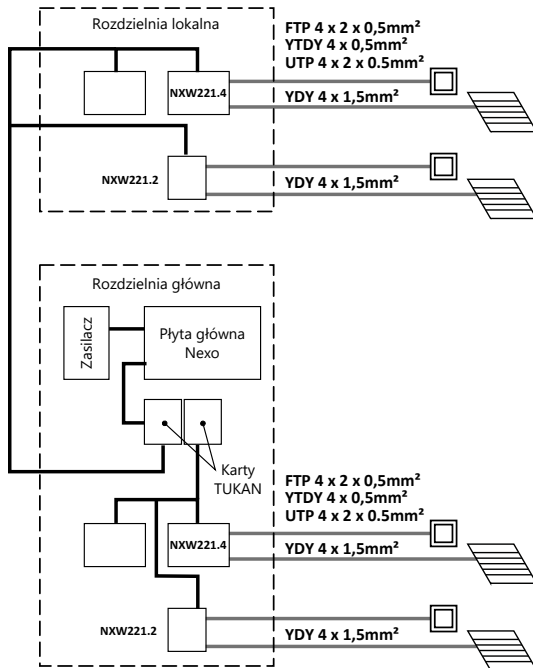 Rozdzielnia lokalna
FTP 4 x 2 x 0,5mm²
YTDY 4 x 0,5mm²
UTP 4 x 2 x 0.5mm²
NXW221.4
YDY 4 x 1,5mm²
NXW221.2
YDY 4 x 1,5mm²
Rozdzielnia główna
Zasilacz
Płyta główna
Nexo
Karty
TUKAN
FTP 4 x 2 x 0,5mm²
YTDY 4 x 0,5mm²
UTP 4 x 2 x 0.5mm²
NXW221.4
YDY 4 x 1,5mm²
NXW221.2
YDY 4 x 1,5mm²